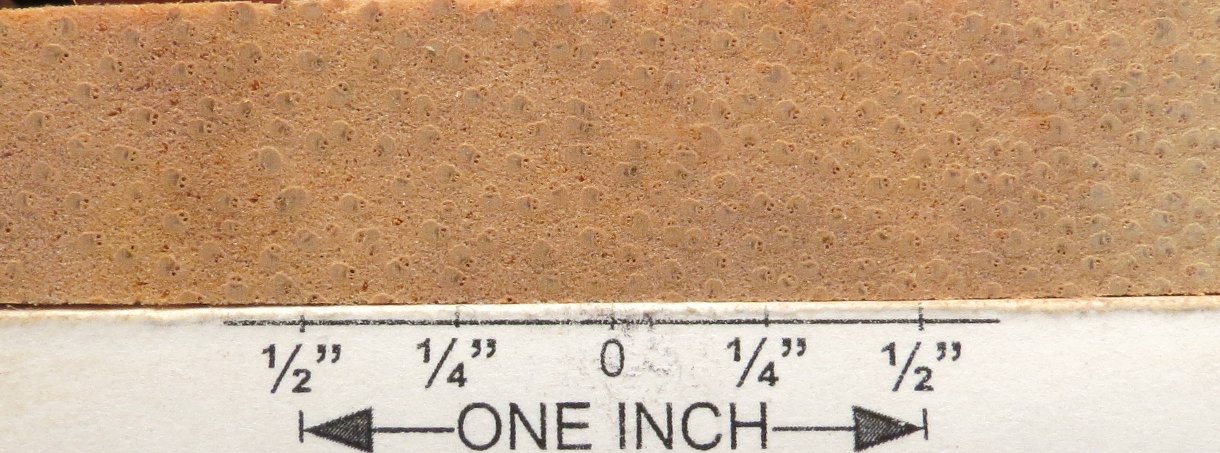 ½” ¼” 0 ¼” ½”
ONE INCH